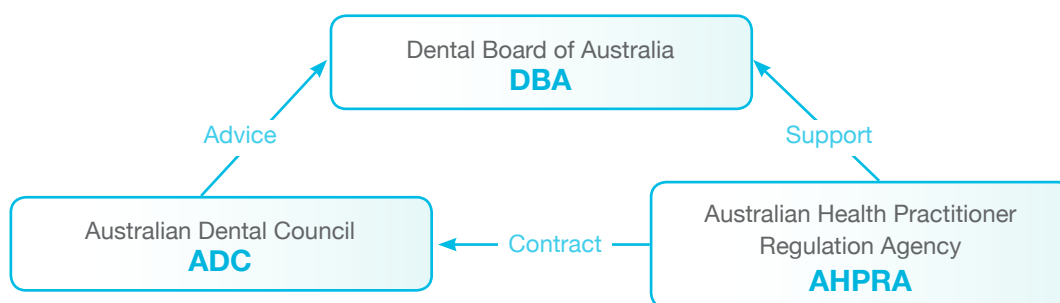 Dental Board of Australia
DBA
Advice
Support
Australian Dental Council
ADC
Contract
Australian Health Practitioner
Regulation Agency
AHPRA